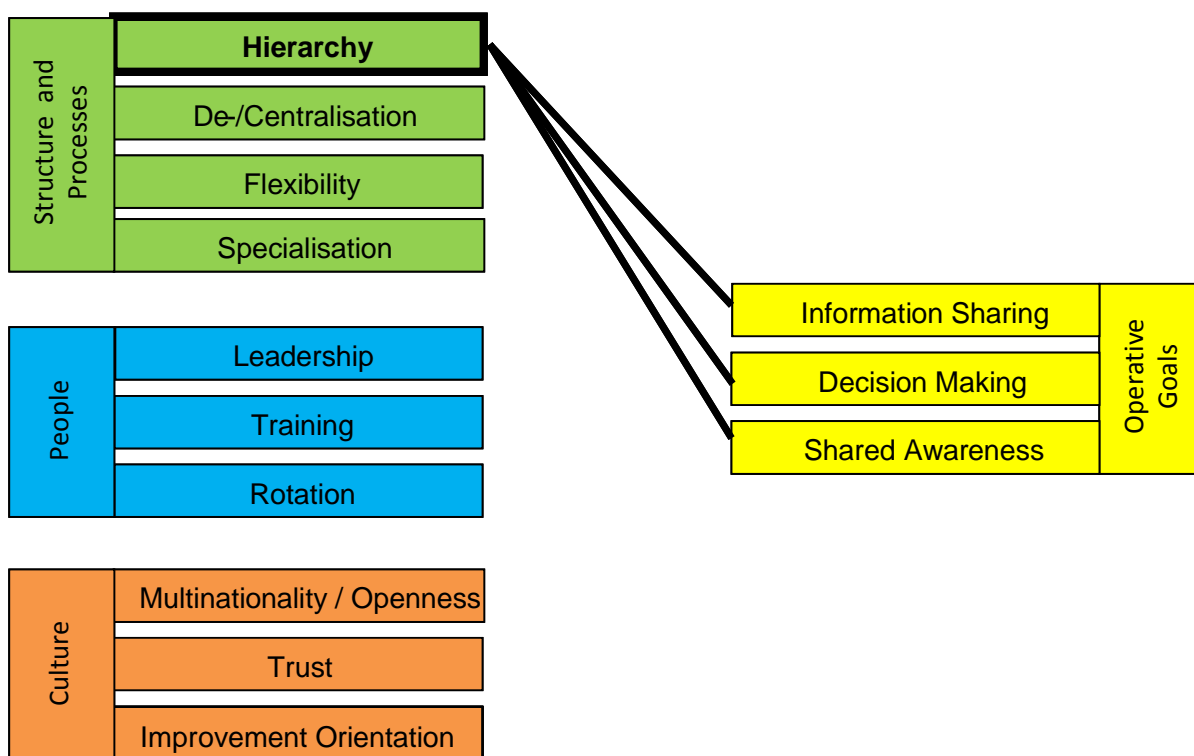 Structure and
Processes
Hierarchy
De-/Centralisation
Flexibility
Specialisation
People
Leadership
Training
Rotation
Culture
Multinationality / Openness
Trust
Improvement Orientation
Information Sharing
Decision Making
Shared Awareness
Operative
Goals